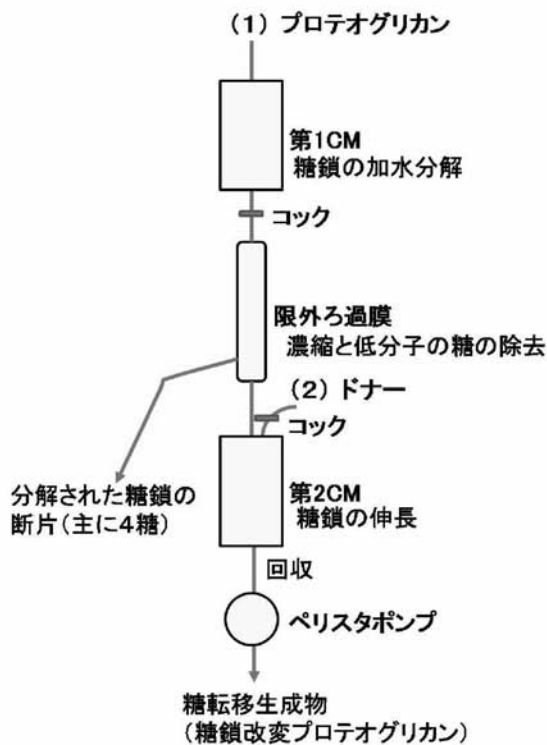 (1) プロテオグリカン
第1CM
糖鎖の加水分解
コック
限外ろ過膜
濃縮と低分子の糖の除去
(2) ドナー
コック
分解された糖鎖の
断片(主に4糖)
第2CM
糖鎖の伸長
回収
ペリスタポンプ
糖転移生成物
(糖鎖改変プロテオグリカン)